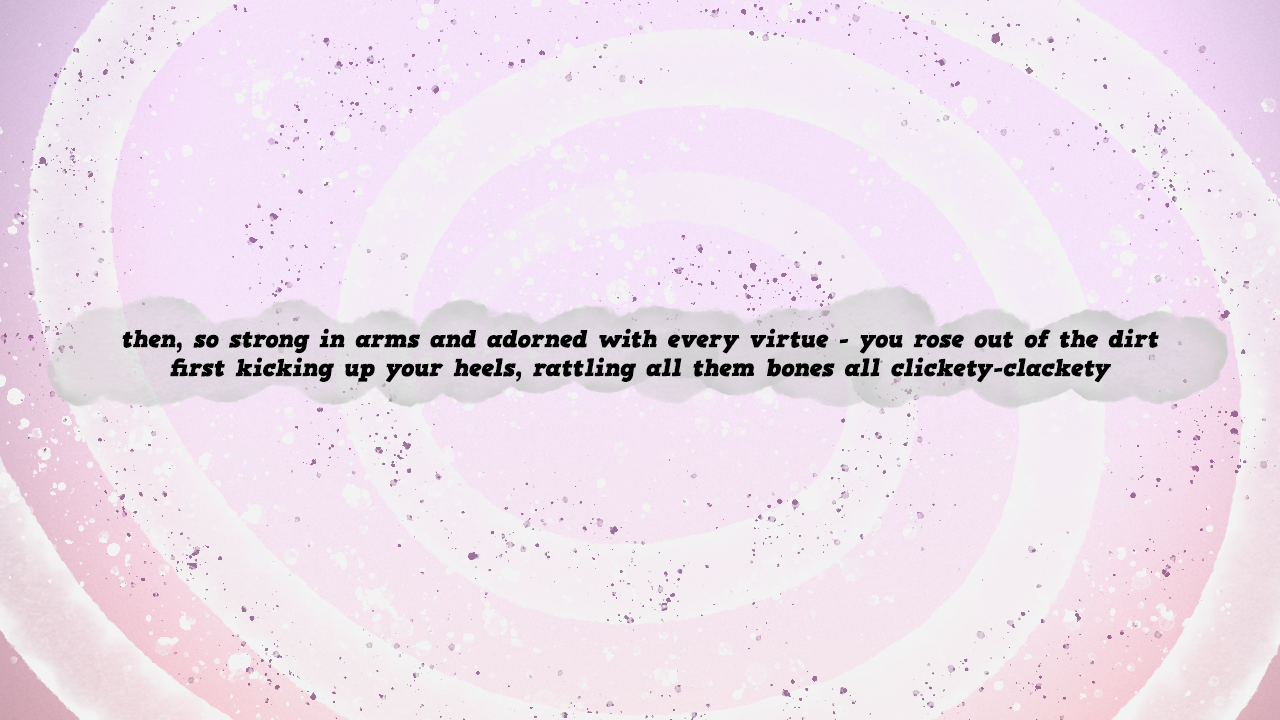 then, so strong in arms and adorned with every virtue - you rose out of the dirt
first kicking up your heels, rattling all them bones all clickety-clackety